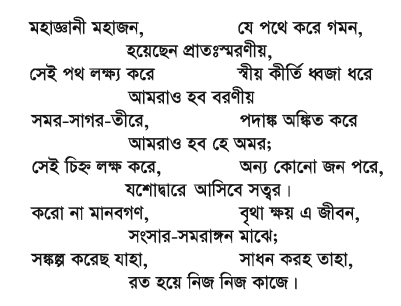 মহাজ্ঞানী মহাজন, যে পথে করে গমন,
হয়েছেন প্রাতঃস্মরণীয়,
সেই পথ লক্ষ্য করে স্বীয় কীর্তি ধ্বজা ধরে
আমরাও হব বরণীয়
সমর-সাগর-তীরে, পদাঙ্ক অঙ্কিত করে
আমরাও হব হে অমর;
সেই চিহ্ন লক্ষ করে, অন্য কোনো জন পরে,
যশোদ্বারে আসিবে সত্বর।
করো না মানবগণ, বৃথা ক্ষয় এ জীবন,
সংসার-সমরাঙ্গন মাঝে;
সঙ্কল্প করেছ যাহা, সাধন করহ তাহা,
রত হয়ে নিজ নিজ কাজে।